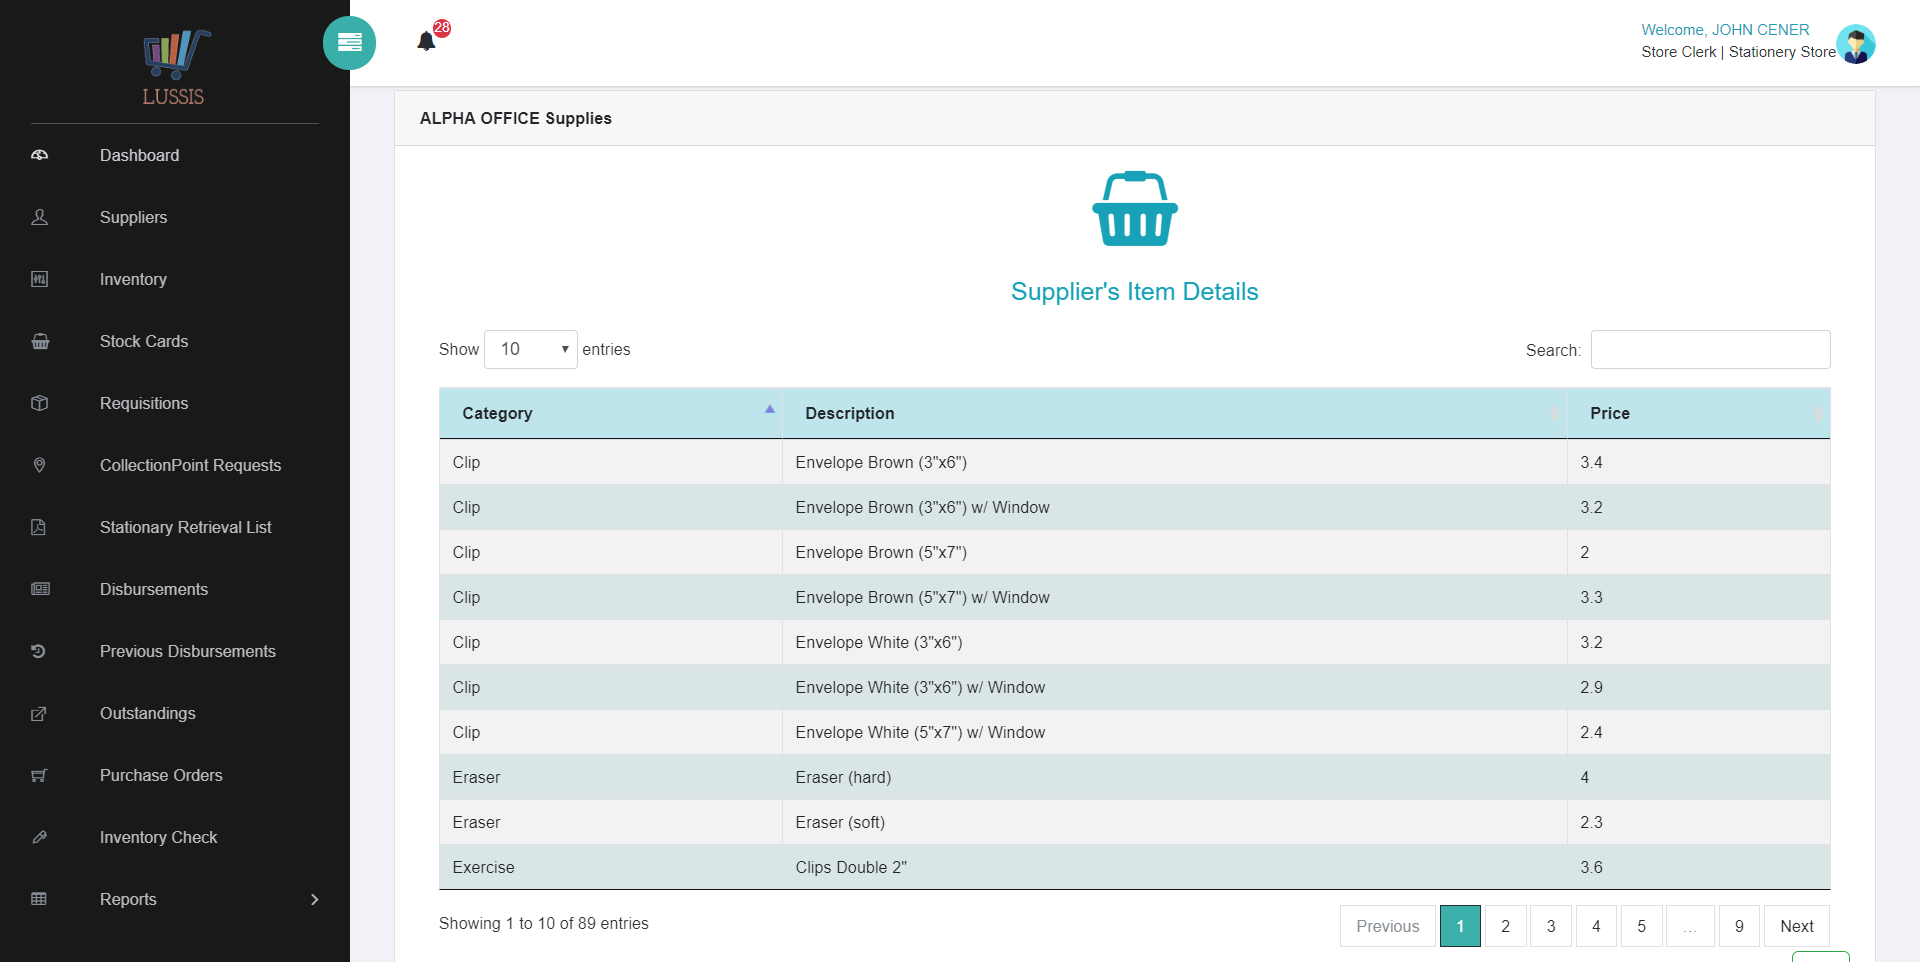 LUSSIS
Dashboard
Suppliers
Inventory
Stock Cards
Requisitions
CollectionPoint Requests
Stationary Retrieval List
Disbursements
Previous Disbursements
Outstandings
Purchase Orders
Inventory Check
Reports
28
Welcome, JOHN CENER
Store Clerk | Stationery Store
ALPHA OFFICE Supplies
Supplier's Item Details
Show 10 entries
Search:
Category Description Price
Clip Envelope Brown (3"x6") 3.4
Clip Envelope Brown (3"x6") w/ Window 3.2
Clip Envelope Brown (5"x7") 2
Clip Envelope Brown (5"x7") w/ Window 3.3
Clip Envelope White (3"x6") 3.2
Clip Envelope White (3"x6") w/ Window 2.9
Clip Envelope White (5"x7") w/ Window 2.4
Eraser Eraser (hard) 4
Eraser Eraser (soft) 2.3
Exercise Clips Double 2" 3.6
Showing 1 to 10 of 89 entries
Previous 1 2 3 4 5 … 9 Next